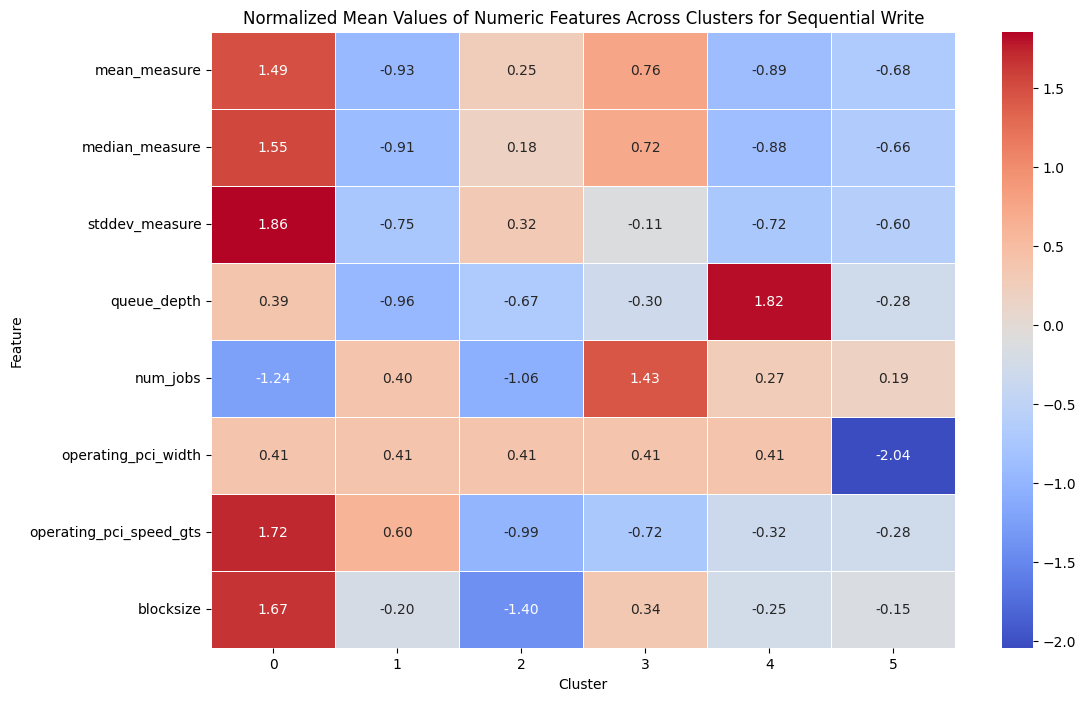 Normalized Mean Values of Numeric Features Across Clusters for Sequential Write
Feature
mean_measure 1.49 -0.93 0.25 0.76 -0.89 -0.68
median_measure 1.55 -0.91 0.18 0.72 -0.88 -0.66
stddev_measure 1.86 -0.75 0.32 -0.11 -0.72 -0.60
queue_depth 0.39 -0.96 -0.67 -0.30 1.82 -0.28
num_jobs -1.24 0.40 -1.06 1.43 0.27 0.19
operating_pci_width 0.41 0.41 0.41 0.41 0.41 -2.04
operating_pci_speed_gts 1.72 0.60 -0.99 -0.72 -0.32 -0.28
blocksize 1.67 -0.20 -1.40 0.34 -0.25 -0.15
0 1 2 3 4 5
Cluster
1.5
1.0
0.5
0.0
−0.5
−1.0
−1.5
−2.0